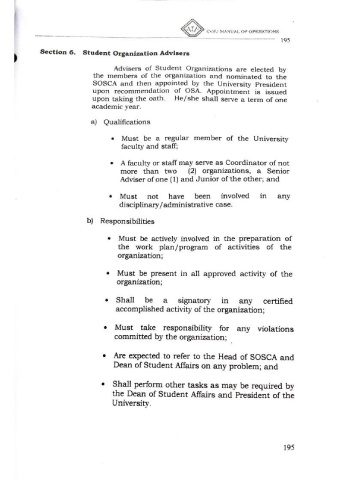 CvSU MANUAL OF OPERATIONS
195
Section 6. Student Organization Advisers
Advisers of Student Organizations are elected by
the members of the organization and nominated to the
SOSCA and then appointed by the University President
upon recommendation of OSA. Appointment is issued
upon taking the oath. He/she shall serve a term of one
academic year.
a) Qualifications
• Must be a regular member of the University
faculty and staff;
• A faculty or staff may serve as Coordinator of not
more than two (2) organizations, a Senior
Adviser of one (1) and Junior of the other; and
• Must not have been involved in any
disciplinary/administrative case.
b) Responsibilities
• Must be actively involved in the preparation of
the work plan/program of activities of the
organization;
• Must be present in all approved activity of the
organization;
• Shall be a signatory in any certified
accomplished activity of the organization;
• Must take responsibility for any violations
committed by the organization;
• Are expected to refer to the Head of SOSCA and
Dean of Student Affairs on any problem; and
• Shall perform other tasks as may be required by
the Dean of Student Affairs and President of the
University.
195